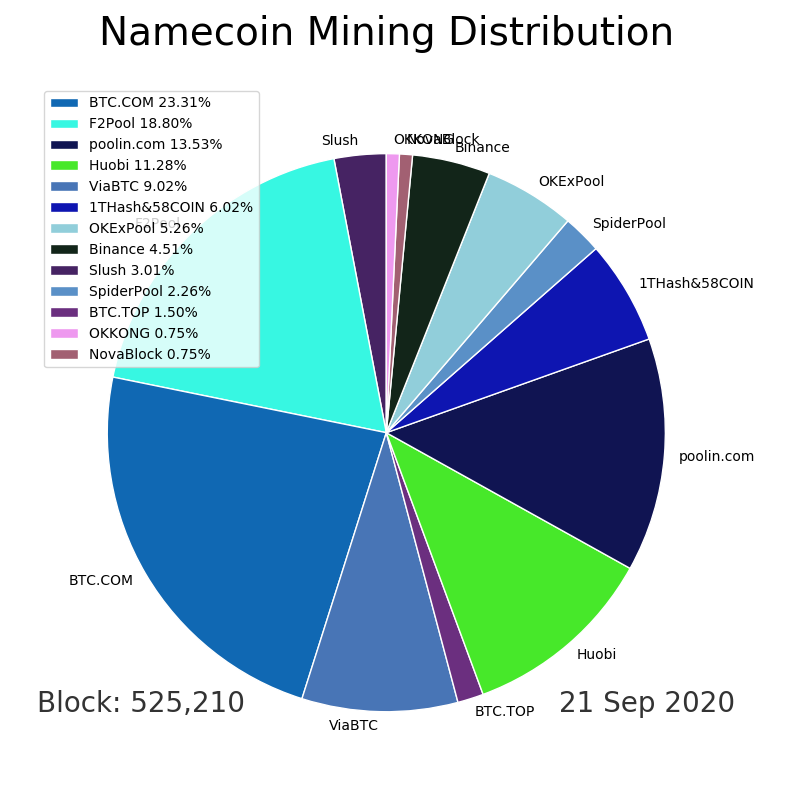 Namecoin Mining Distribution
BTC.COM 23.31%
F2Pool 18.80%
poolin.com 13.53%
Huobi 11.28%
ViaBTC 9.02%
1THash&58COIN 6.02%
OKExPool 5.26%
Binance 4.51%
Slush 3.01%
SpiderPool 2.26%
BTC.TOP 1.50%
OKKONG 0.75%
NovaBlock 0.75%
Slush
OKKONG
NovaBlock
Binance
OKExPool
SpiderPool
1THash&58COIN
poolin.com
Huobi
BTC.TOP
ViaBTC
BTC.COM
F2Pool
Block: 525,210
21 Sep 2020